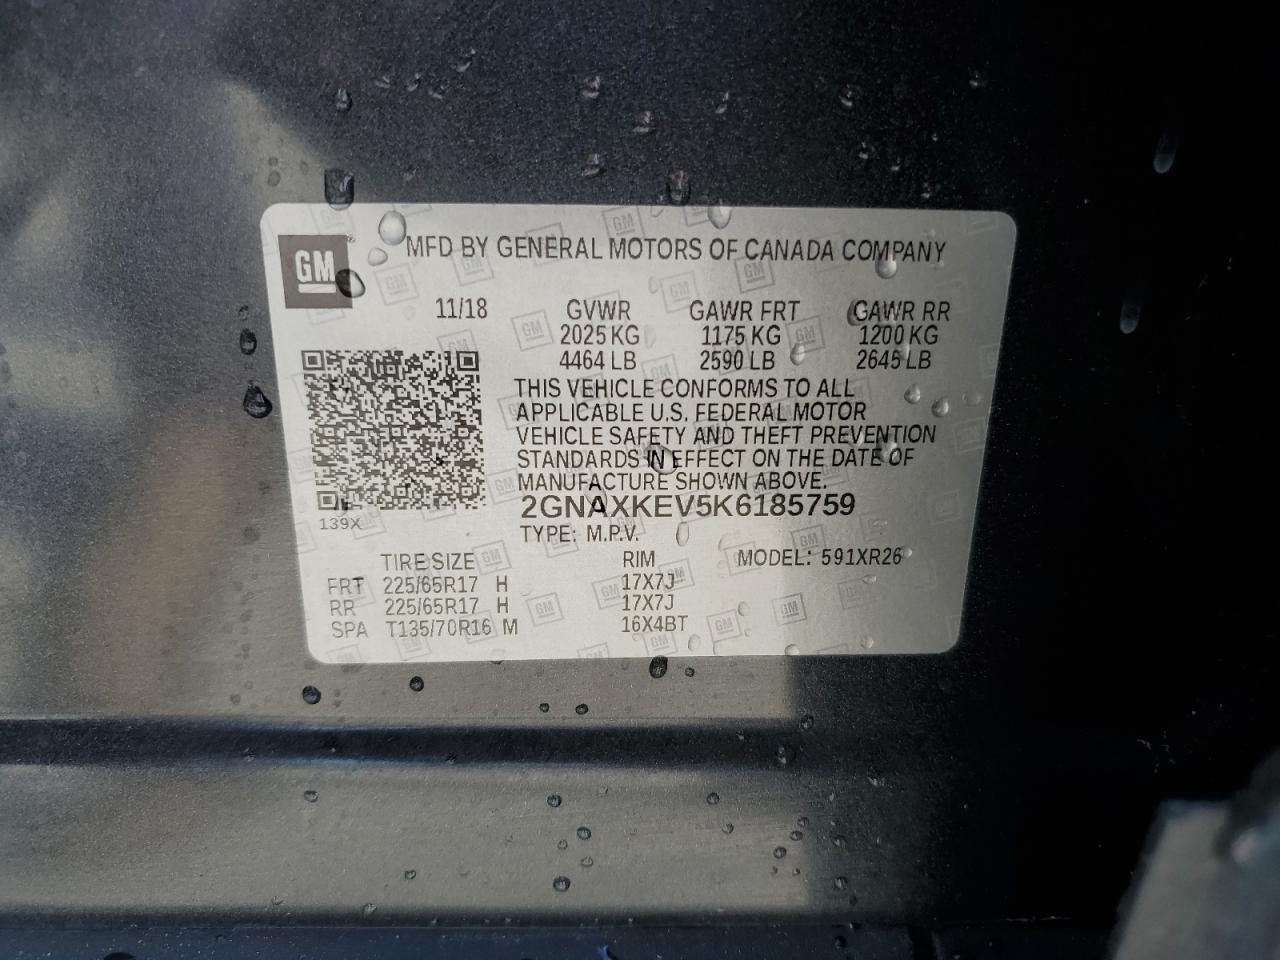 GM
MFD BY GENERAL MOTORS OF CANADA COMPANY
11/18 GVWR GAWR FRT GAWR RR
2025 KG 1175 KG 1200 KG
4464 LB 2590 LB 2645 LB
THIS VEHICLE CONFORMS TO ALL
APPLICABLE U.S. FEDERAL MOTOR
VEHICLE SAFETY AND THEFT PREVENTION
STANDARDS IN EFFECT ON THE DATE OF
MANUFACTURE SHOWN ABOVE.
2GNAXKEV5K6185759
139X
TYPE: M.P.V.
TIRE SIZE RIM MODEL: 591XR26
FRT 225/65R17 H 17X7J
RR 225/65R17 H 17X7J
SPA T135/70R16 M 16X4BT